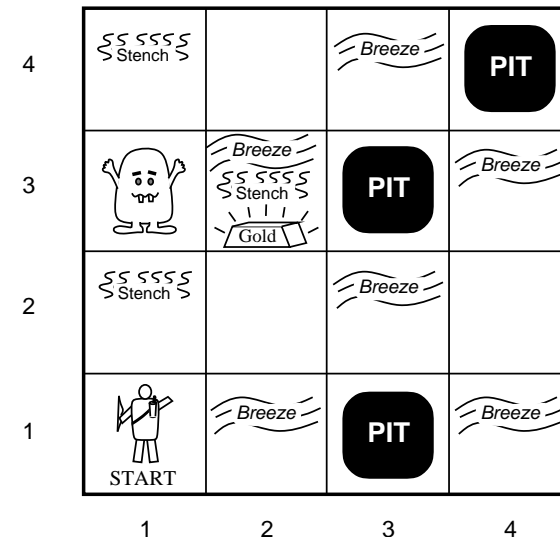 4
Stench
Breeze
PIT
3
Breeze
Stench
Gold
PIT
Breeze
2
Stench
Breeze
1
START
Breeze
PIT
Breeze
1 2 3 4